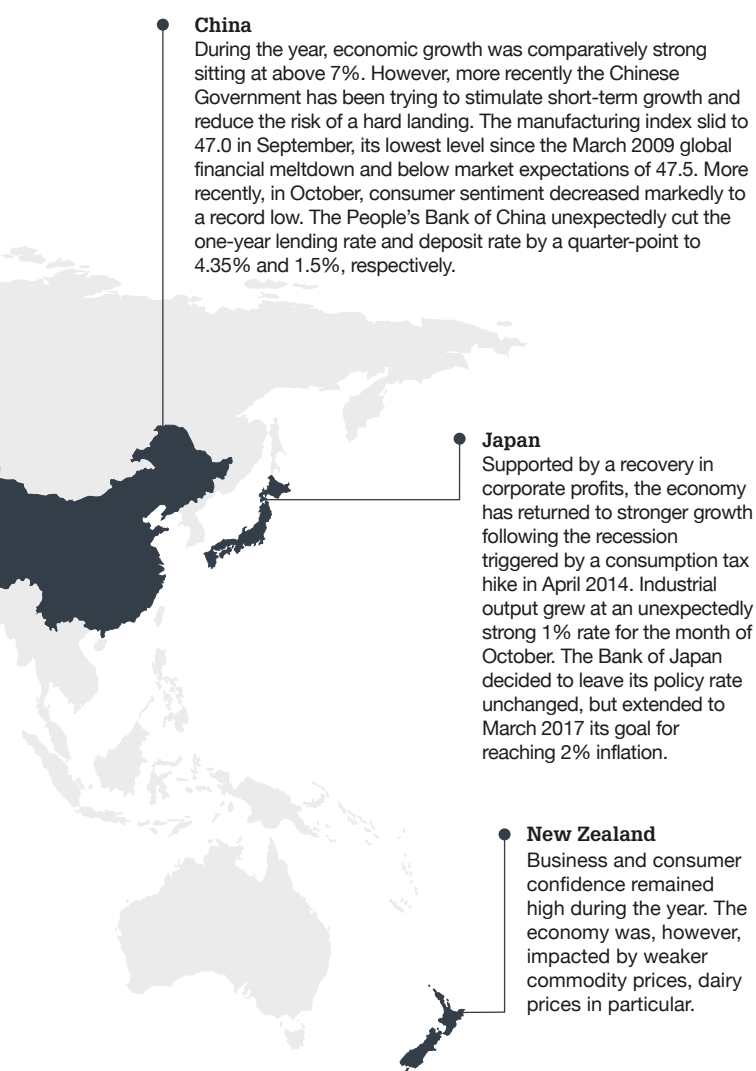 China
During the year, economic growth was comparatively strong
sitting at above 7%. However, more recently the Chinese
Government has been trying to stimulate short-term growth and
reduce the risk of a hard landing. The manufacturing index slid to
47.0 in September, its lowest level since the March 2009 global
financial meltdown and below market expectations of 47.5. More
recently, in October, consumer sentiment decreased markedly to
a record low. The People’s Bank of China unexpectedly cut the
one-year lending rate and deposit rate by a quarter-point to
4.35% and 1.5%, respectively.
Japan
Supported by a recovery in
corporate profits, the economy
has returned to stronger growth
following the recession
triggered by a consumption tax
hike in April 2014. Industrial
output grew at an unexpectedly
strong 1% rate for the month of
October. The Bank of Japan
decided to leave its policy rate
unchanged, but extended to
March 2017 its goal for
reaching 2% inflation.
New Zealand
Business and consumer
confidence remained
high during the year. The
economy was, however,
impacted by weaker
commodity prices, dairy
prices in particular.